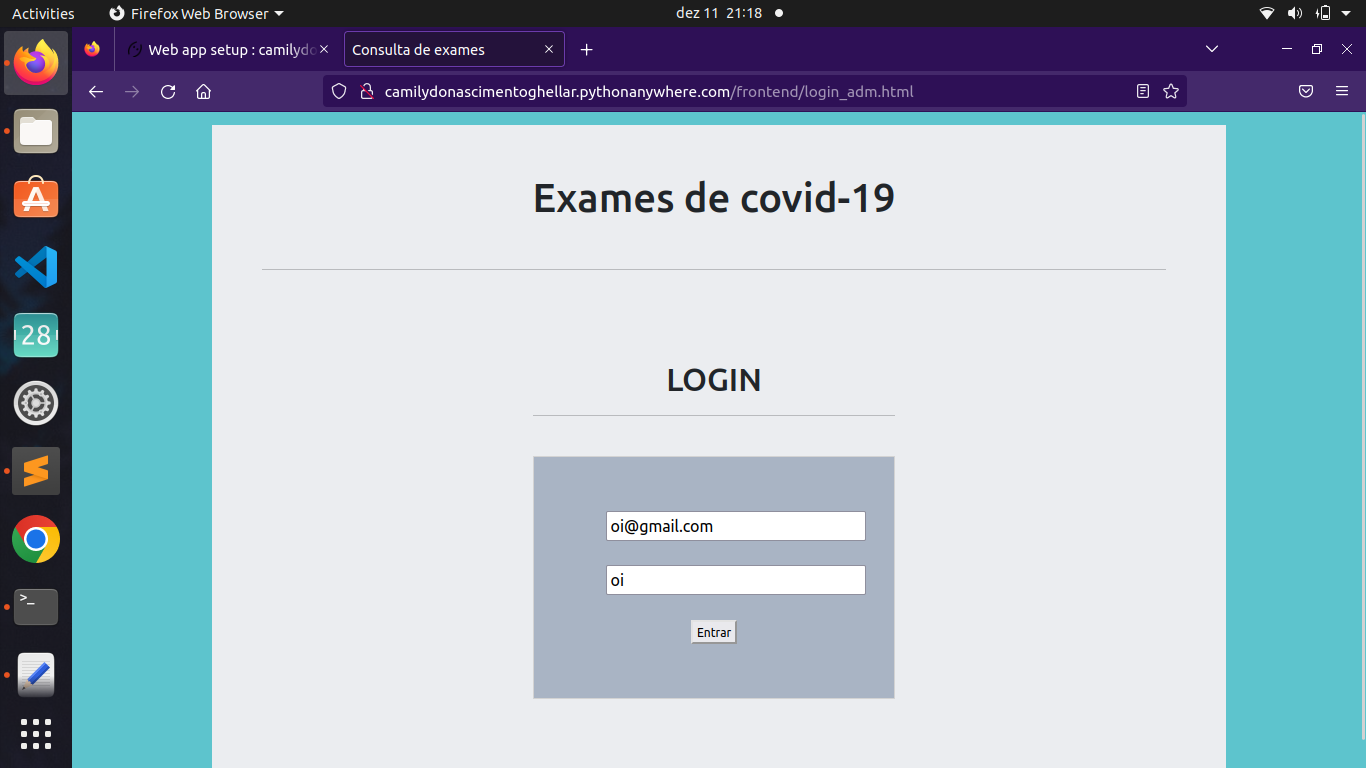 Activities
Firefox Web Browser
dez 11 21:18
Web app setup : camilydo
Consulta de exames
camilydonascimentoghellar.pythonanywhere.com/frontend/login_adm.html
28
>_
Exames de covid-19
LOGIN
oi@gmail.com
oi
Entrar